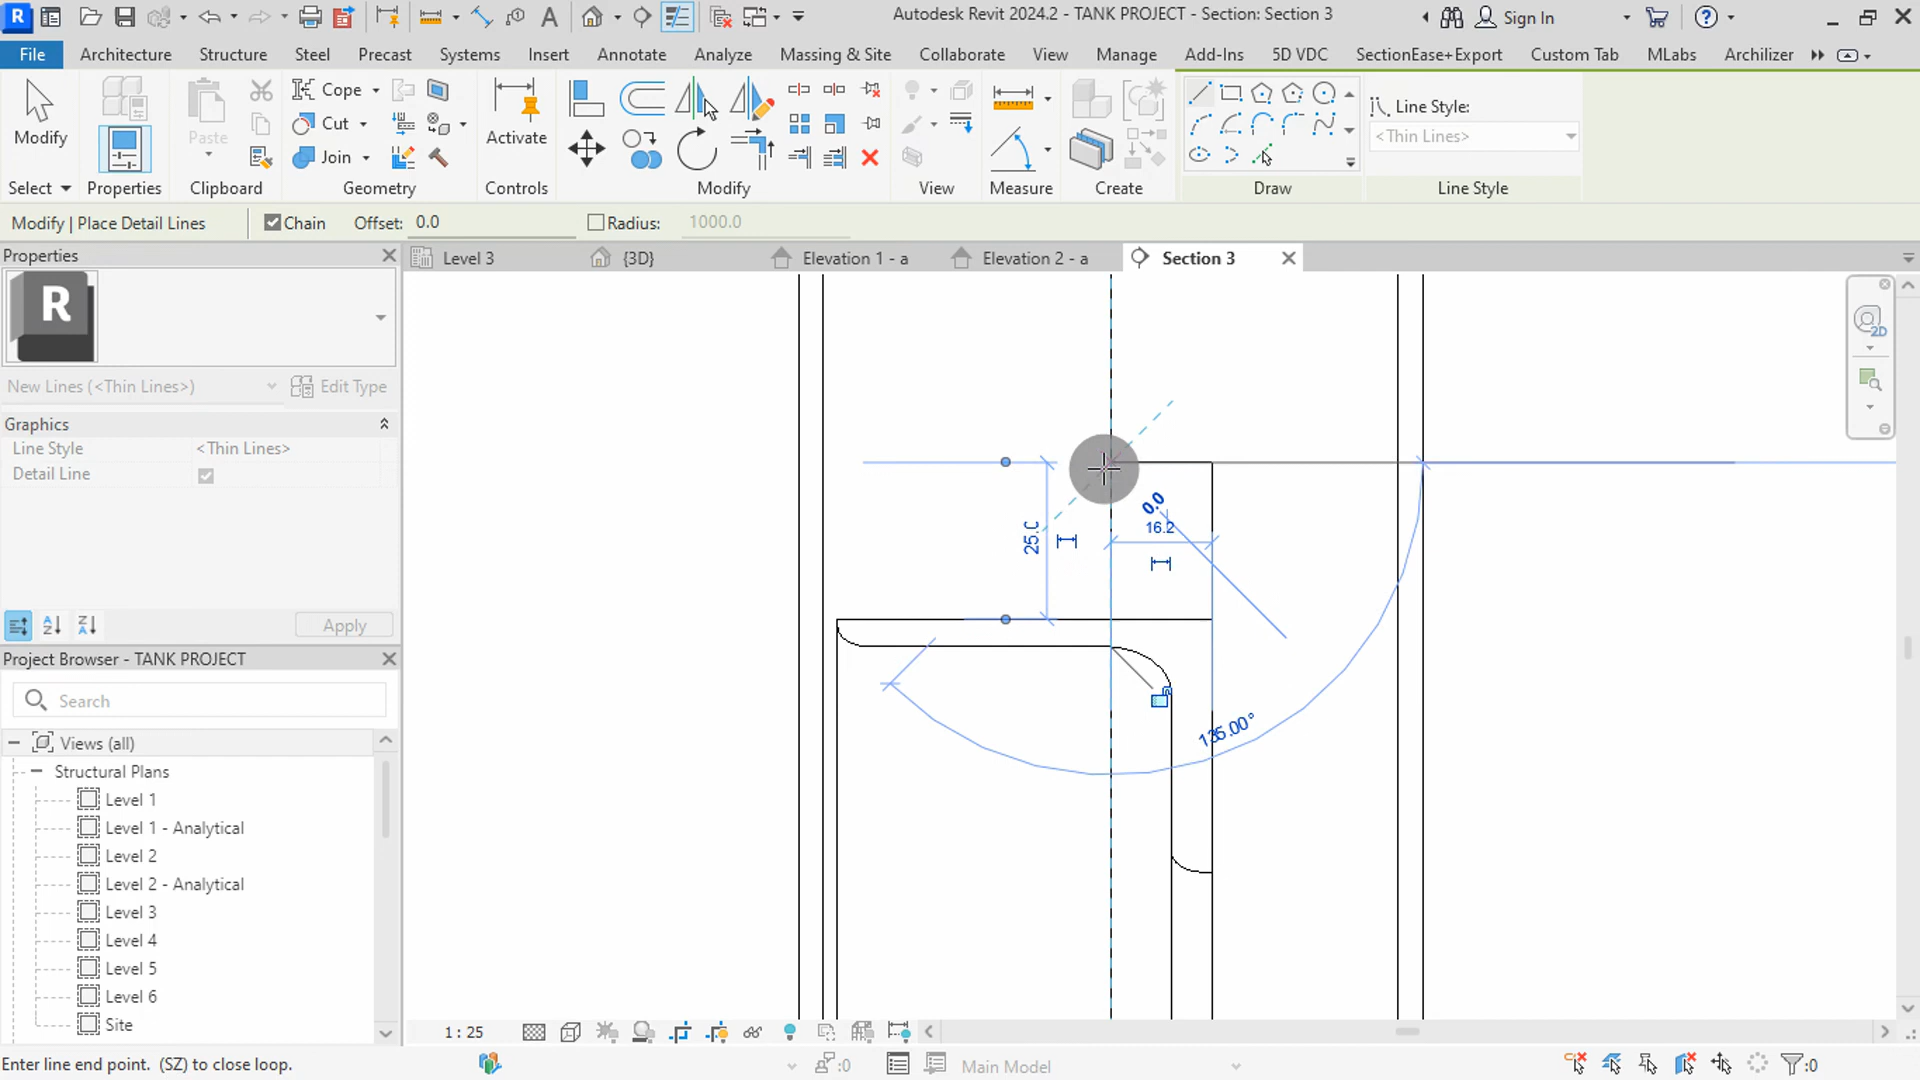 R
Autodesk Revit 2024.2 - TANK PROJECT - Section: Section 3
Sign In
File Architecture Structure Steel Precast Systems Insert Annotate Analyze Massing & Site Collaborate View Manage Add-Ins 5D VDC SectionEase+Export Custom Tab MLabs Archilizer
Modify
Paste
Cope
Cut
Join
Activate
Line Style:
<Thin Lines>
Select Properties Clipboard Geometry Controls Modify View Measure Create Draw Line Style
Modify | Place Detail Lines Chain Offset: 0.0 Radius: 1000.0
Properties
Level 3 {3D} Elevation 1 - a Elevation 2 - a Section 3
R
New Lines (<Thin Lines>) Edit Type
Graphics
Line Style <Thin Lines>
Detail Line
Apply
Project Browser - TANK PROJECT
Search
Views (all)
Structural Plans
Level 1
Level 1 - Analytical
Level 2
Level 2 - Analytical
Level 3
Level 4
Level 5
Level 6
Site
2D
0.0
16.2
135.00°
1 : 25
Enter line end point. (SZ) to close loop.
:0
Main Model
:0